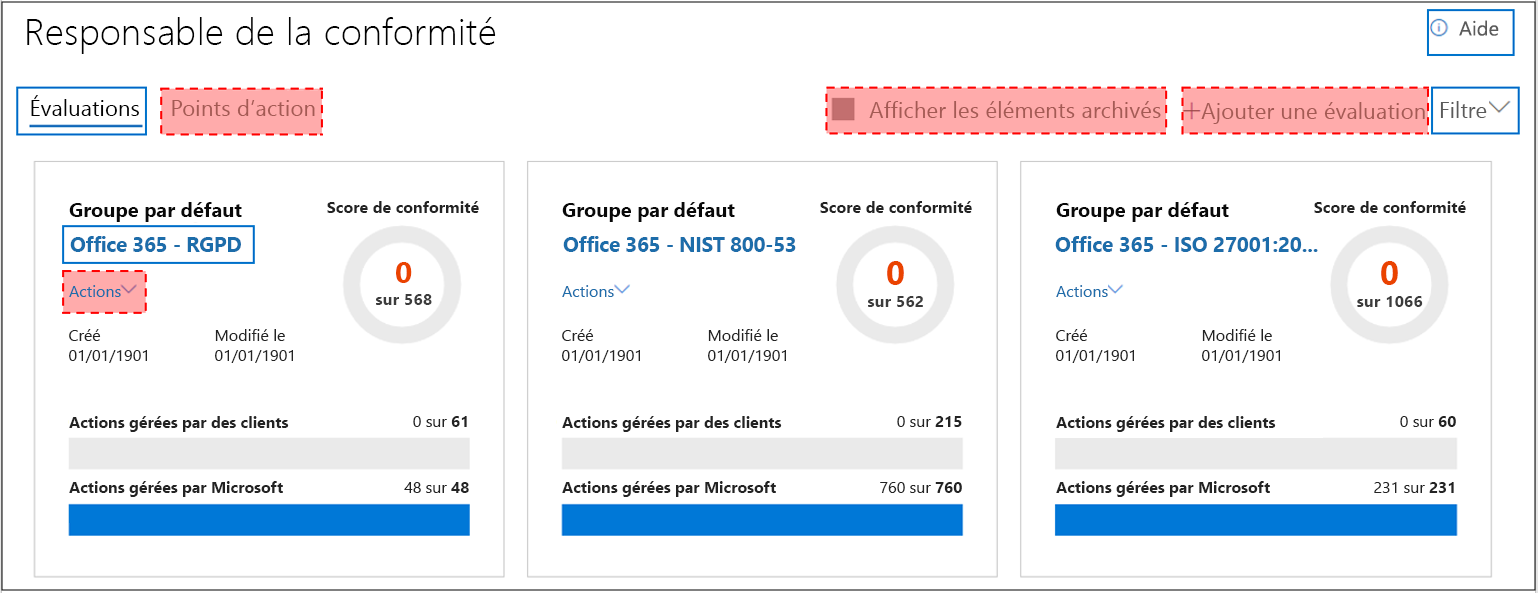 Responsable de la conformité
Aide
Évaluations Points d’action Afficher les éléments archivés +Ajouter une évaluation Filtre
Groupe par défaut Score de conformité
Office 365 - RGPD
0
sur 568
Actions
Créé Modifié le
01/01/1901 01/01/1901
Actions gérées par des clients 0 sur 61
Actions gérées par Microsoft 48 sur 48
Groupe par défaut Score de conformité
Office 365 - NIST 800-53
0
sur 562
Actions
Créé Modifié le
01/01/1901 01/01/1901
Actions gérées par des clients 0 sur 215
Actions gérées par Microsoft 760 sur 760
Groupe par défaut Score de conformité
Office 365 - ISO 27001:20...
0
sur 1066
Actions
Créé Modifié le
01/01/1901 01/01/1901
Actions gérées par des clients 0 sur 60
Actions gérées par Microsoft 231 sur 231